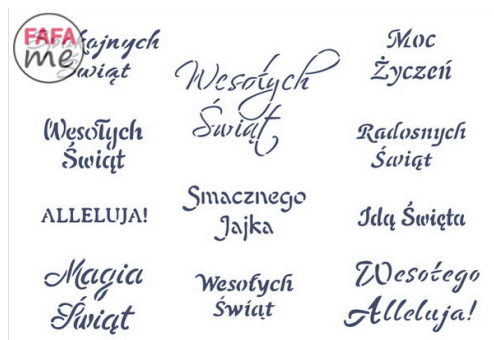 FAFA
me
Spokojnych
Świąt
Wesołych
Świąt
Moc
Życzeń
Wesołych
Świąt
Radosnych
Świąt
ALLELUJA!
Smacznego
Jajka
Idą Święta
Magia
Świąt
Wesołych
Świąt
Wesołego
Alleluja!